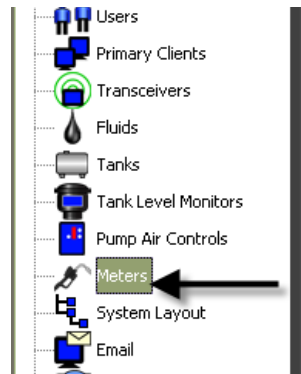 Users
Primary Clients
Transceivers
Fluids
Tanks
Tank Level Monitors
Pump Air Controls
Meters
System Layout
Email